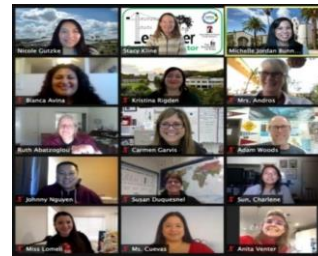 Nicole Gutzke
Stacy Kline
Michelle Jordan Bunn
Bianca Avina
Kristina Rigden
Mrs. Andros
Ruth Abatzoglou
Carmen Garvis
Adam Woods
Johnny Nguyen
Susan Duquesnel
Sun, Charlene
Miss Lomeli
Ms. Cuevas
Anita Venter